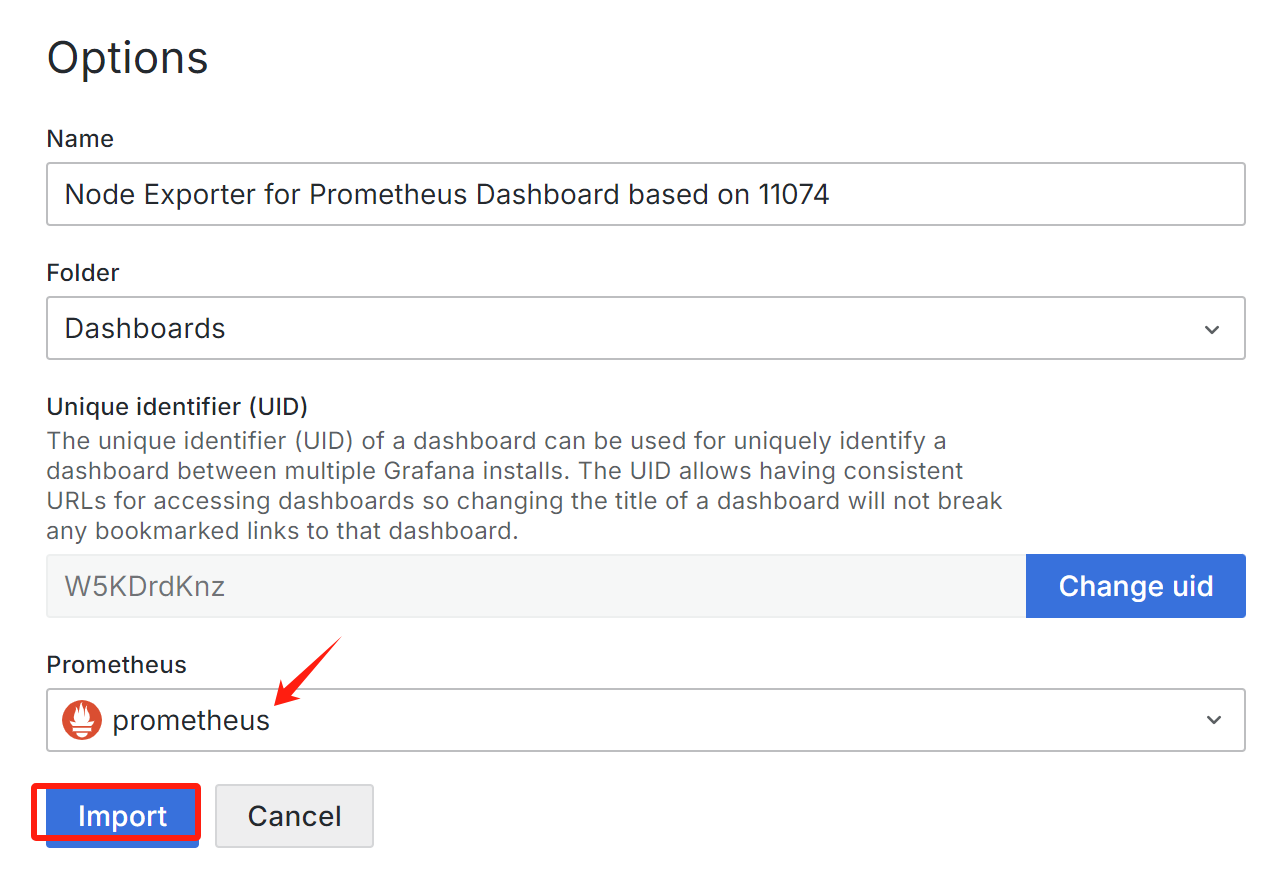 Options
Name
Node Exporter for Prometheus Dashboard based on 11074
Folder
Dashboards
Unique identifier (UID)
The unique identifier (UID) of a dashboard can be used for uniquely identify a
dashboard between multiple Grafana installs. The UID allows having consistent
URLs for accessing dashboards so changing the title of a dashboard will not break
any bookmarked links to that dashboard.
W5KDrdKnz
Change uid
Prometheus
prometheus
Import
Cancel